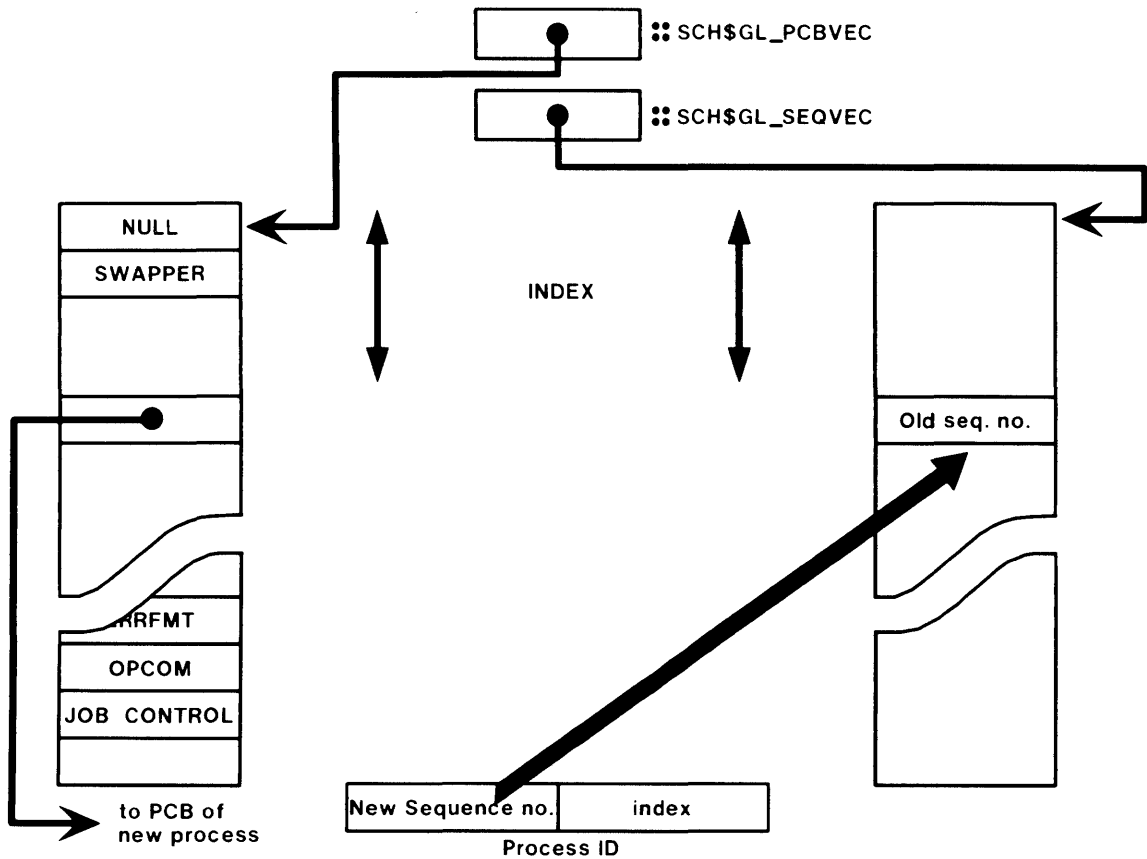 :: SCH$GL_PCBVEC
:: SCH$GL_SEQVEC
NULL
SWAPPER
INDEX
Old seq. no.
RRFMT
OPCOM
JOB CONTROL
to PCB of
new process
New Sequence no.
index
Process ID